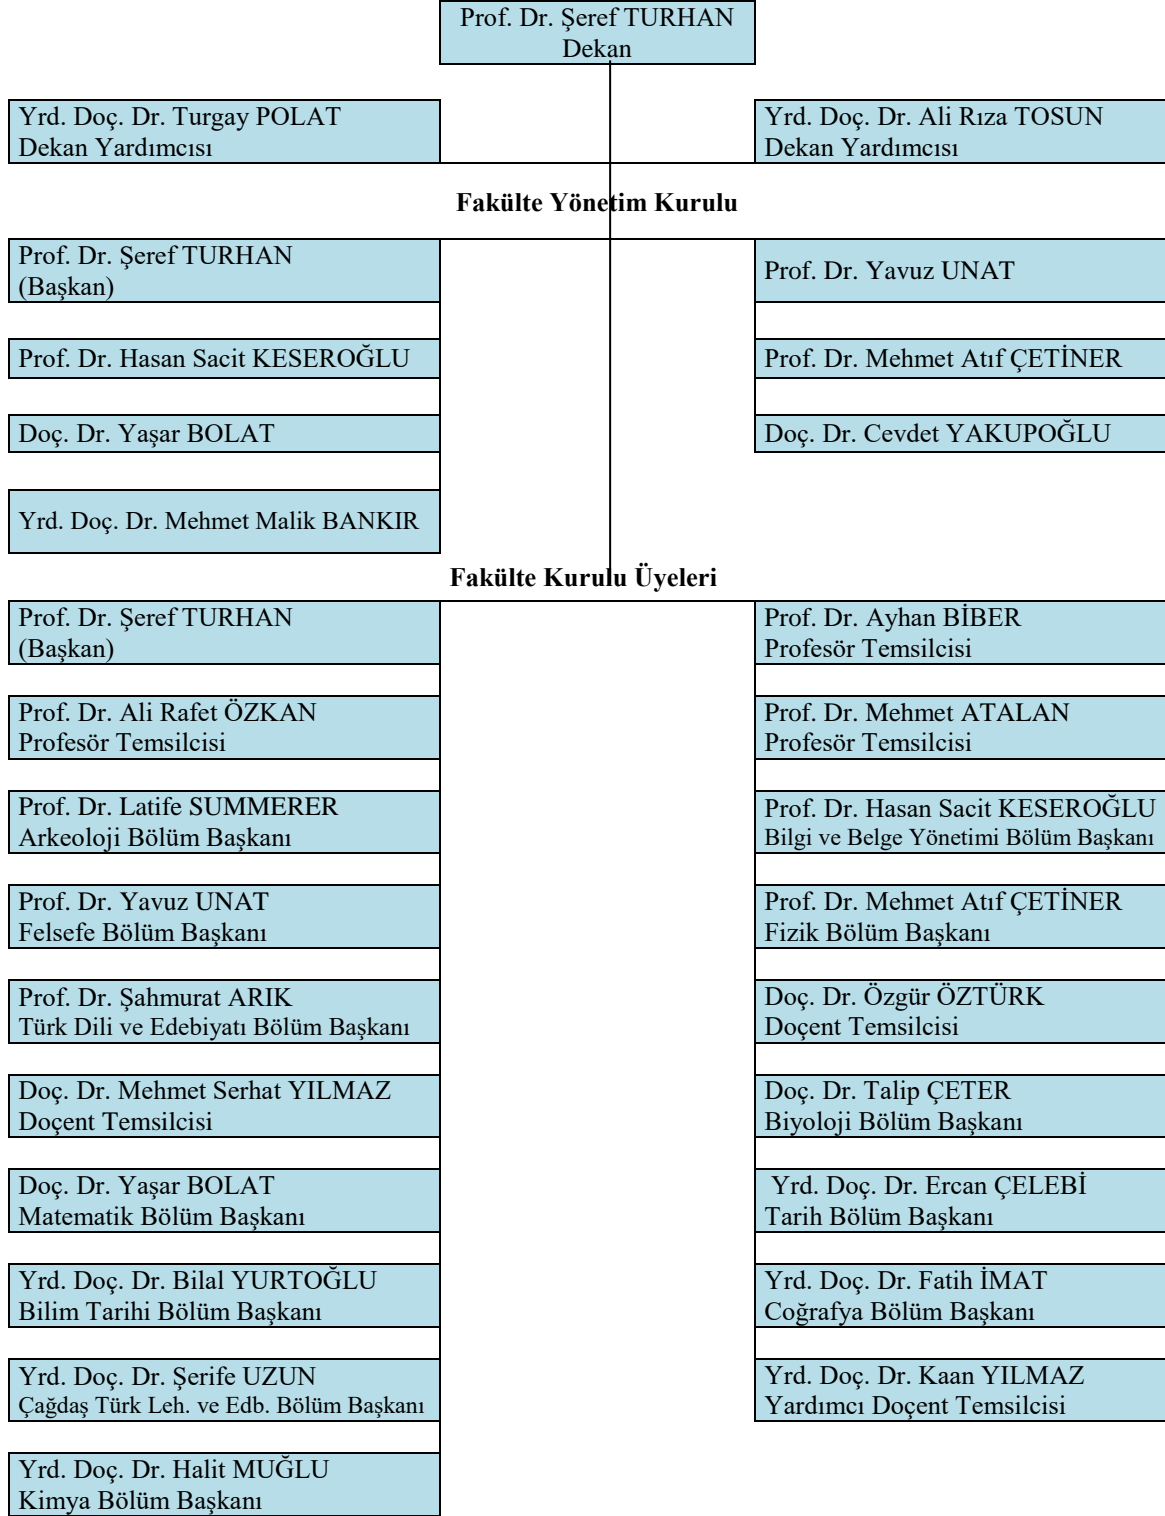 Prof. Dr. Şeref TURHAN
Dekan
Yrd. Doç. Dr. Turgay POLAT
Dekan Yardımcısı
Yrd. Doç. Dr. Ali Rıza TOSUN
Dekan Yardımcısı
Fakülte Yönetim Kurulu
Prof. Dr. Şeref TURHAN
(Başkan)
Prof. Dr. Yavuz UNAT
Prof. Dr. Hasan Sacit KESEROĞLU
Prof. Dr. Mehmet Atıf ÇETİNER
Doç. Dr. Yaşar BOLAT
Doç. Dr. Cevdet YAKUPOĞLU
Yrd. Doç. Dr. Mehmet Malik BANKIR
Fakülte Kurulu Üyeleri
Prof. Dr. Şeref TURHAN
(Başkan)
Prof. Dr. Ayhan BİBER
Profesör Temsilcisi
Prof. Dr. Ali Rafet ÖZKAN
Profesör Temsilcisi
Prof. Dr. Mehmet ATALAN
Profesör Temsilcisi
Prof. Dr. Latife SUMMERER
Arkeoloji Bölüm Başkanı
Prof. Dr. Hasan Sacit KESEROĞLU
Bilgi ve Belge Yönetimi Bölüm Başkanı
Prof. Dr. Yavuz UNAT
Felsefe Bölüm Başkanı
Prof. Dr. Mehmet Atıf ÇETİNER
Fizik Bölüm Başkanı
Prof. Dr. Şahmurat ARIK
Türk Dili ve Edebiyatı Bölüm Başkanı
Doç. Dr. Özgür ÖZTÜRK
Doçent Temsilcisi
Doç. Dr. Mehmet Serhat YILMAZ
Doçent Temsilcisi
Doç. Dr. Talip ÇETER
Biyoloji Bölüm Başkanı
Doç. Dr. Yaşar BOLAT
Matematik Bölüm Başkanı
Yrd. Doç. Dr. Ercan ÇELEBİ
Tarih Bölüm Başkanı
Yrd. Doç. Dr. Bilal YURTOĞLU
Bilim Tarihi Bölüm Başkanı
Yrd. Doç. Dr. Fatih İMAT
Coğrafya Bölüm Başkanı
Yrd. Doç. Dr. Şerife UZUN
Çağdaş Türk Leh. ve Edb. Bölüm Başkanı
Yrd. Doç. Dr. Kaan YILMAZ
Yardımcı Doçent Temsilcisi
Yrd. Doç. Dr. Halit MUĞLU
Kimya Bölüm Başkanı